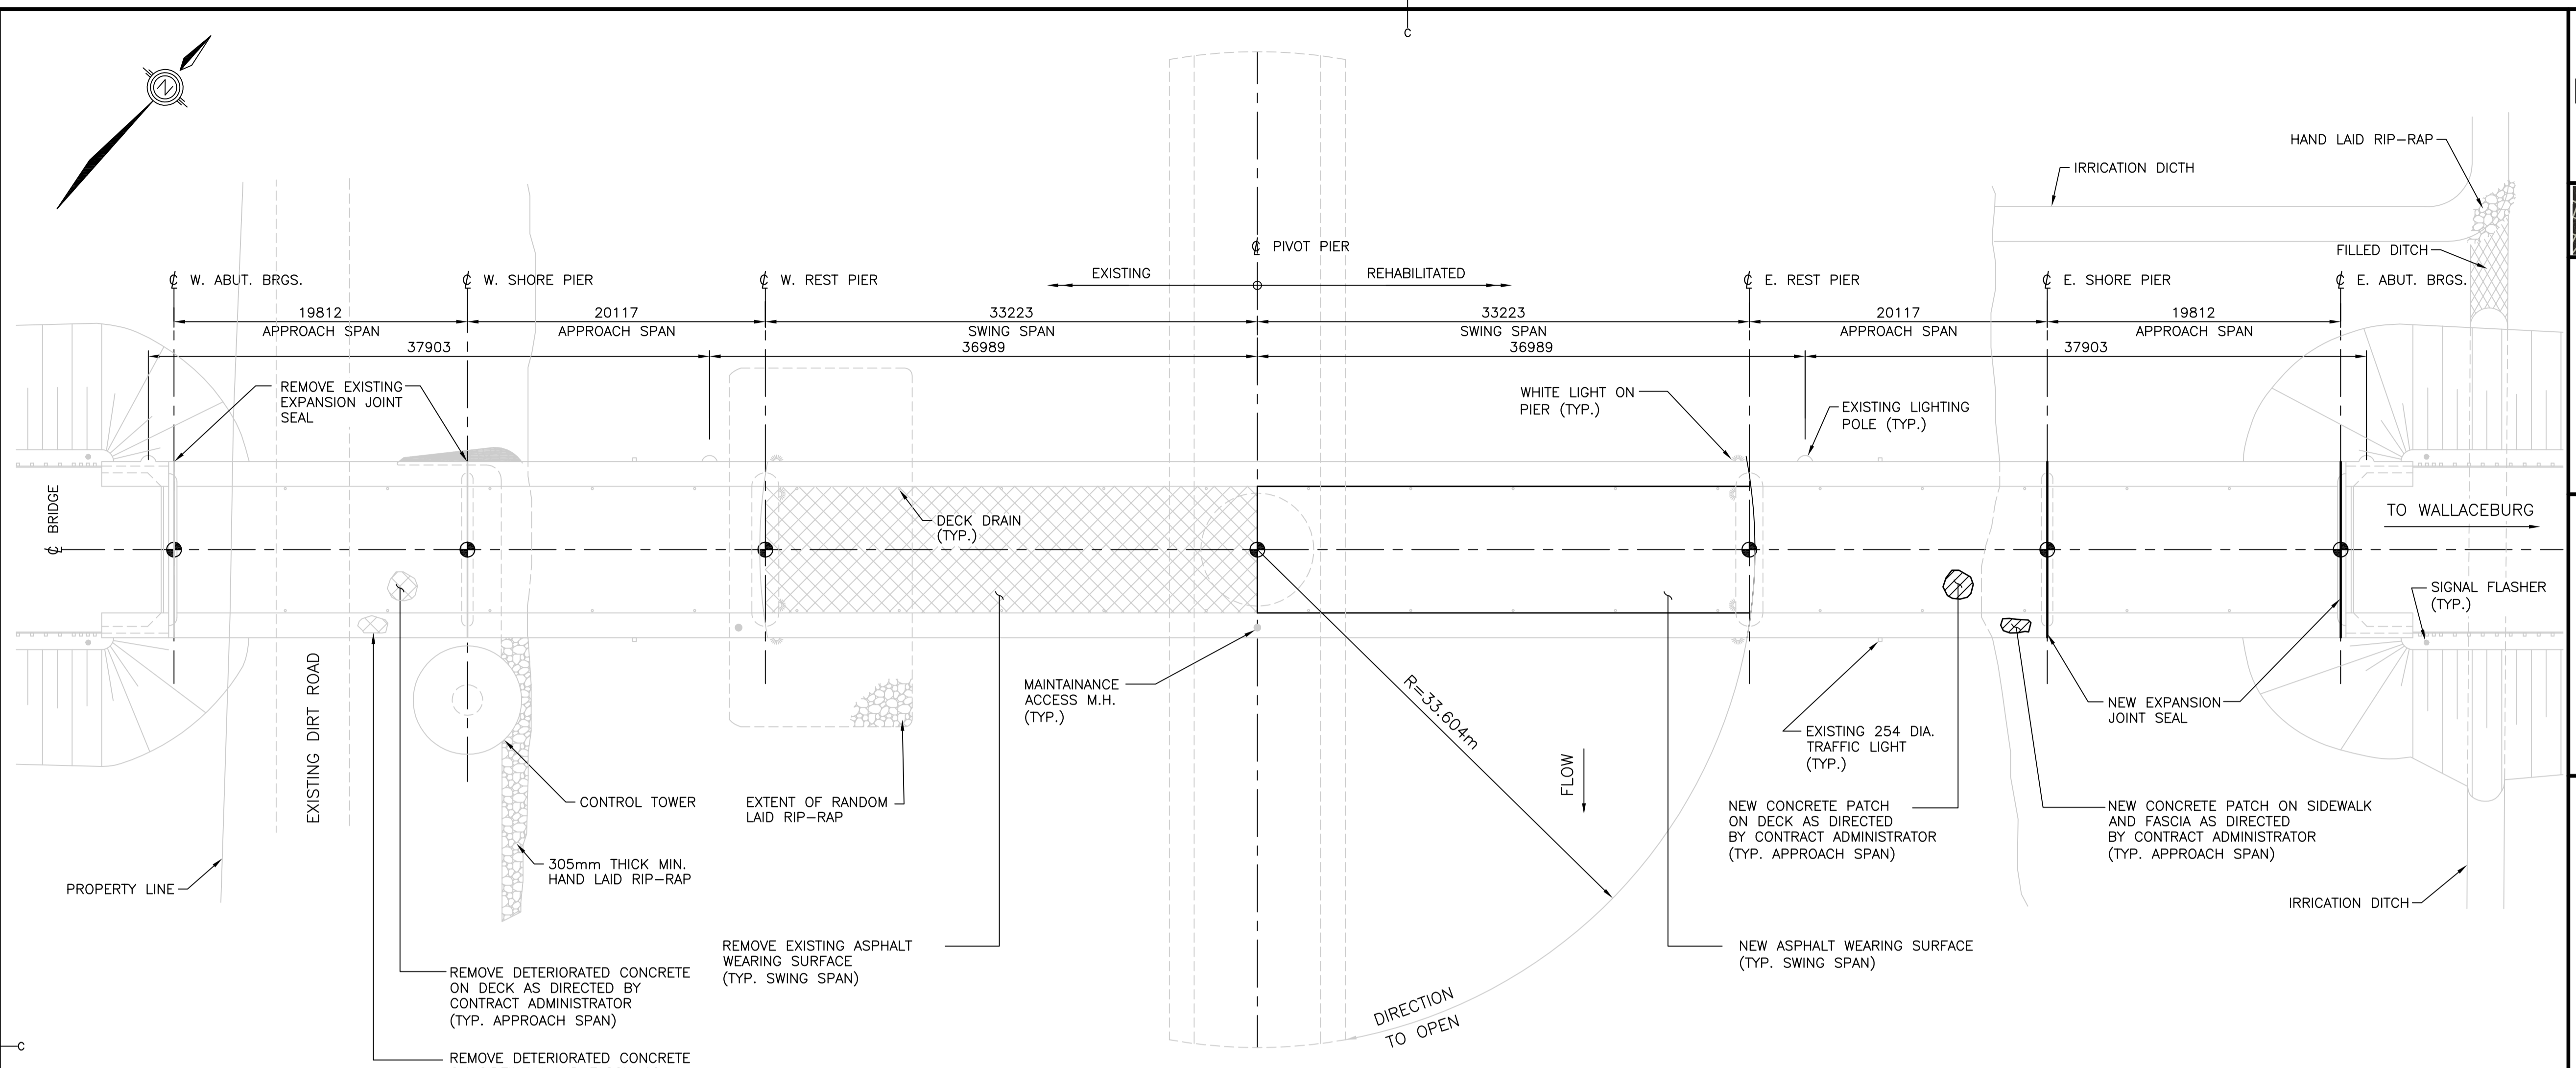 C
N
HAND LAID RIP-RAP
IRRICATION DICTH
℄ PIVOT PIER
FILLED DITCH
EXISTING
REHABILITATED
℄ W. ABUT. BRGS.
℄ W. SHORE PIER
℄ W. REST PIER
℄ E. REST PIER
℄ E. SHORE PIER
℄ E. ABUT. BRGS.
19812
APPROACH SPAN
20117
APPROACH SPAN
33223
SWING SPAN
33223
SWING SPAN
20117
APPROACH SPAN
19812
APPROACH SPAN
37903
36989
36989
37903
REMOVE EXISTING
EXPANSION JOINT
SEAL
WHITE LIGHT ON
PIER (TYP.)
EXISTING LIGHTING
POLE (TYP.)
℄ BRIDGE
DECK DRAIN
(TYP.)
TO WALLACEBURG
SIGNAL FLASHER
(TYP.)
EXISTING DIRT ROAD
MAINTAINANCE
ACCESS M.H.
(TYP.)
R=33.604m
NEW EXPANSION
JOINT SEAL
EXISTING 254 DIA.
TRAFFIC LIGHT
(TYP.)
FLOW
CONTROL TOWER
EXTENT OF RANDOM
LAID RIP-RAP
NEW CONCRETE PATCH
ON DECK AS DIRECTED
BY CONTRACT ADMINISTRATOR
(TYP. APPROACH SPAN)
NEW CONCRETE PATCH ON SIDEWALK
AND FASCIA AS DIRECTED
BY CONTRACT ADMINISTRATOR
(TYP. APPROACH SPAN)
305mm THICK MIN.
HAND LAID RIP-RAP
PROPERTY LINE
IRRICATION DITCH
REMOVE EXISTING ASPHALT
WEARING SURFACE
(TYP. SWING SPAN)
NEW ASPHALT WEARING SURFACE
(TYP. SWING SPAN)
REMOVE DETERIORATED CONCRETE
ON DECK AS DIRECTED BY
CONTRACT ADMINISTRATOR
(TYP. APPROACH SPAN)
DIRECTION
TO OPEN
C
REMOVE DETERIORATED CONCRETE